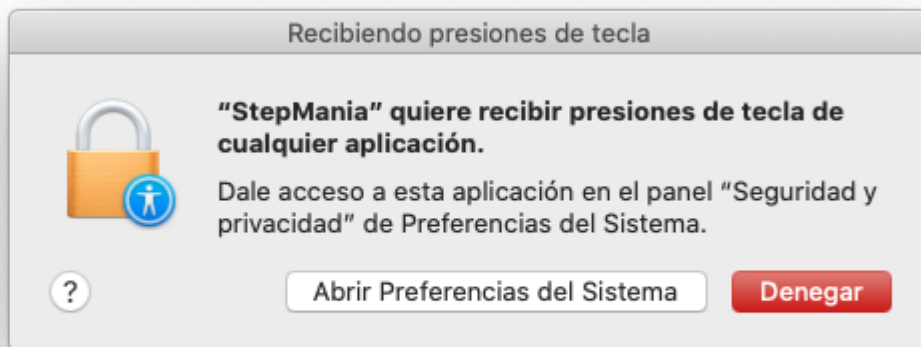 Recibiendo presiones de tecla
“StepMania” quiere recibir presiones de tecla de
cualquier aplicación.
Dale acceso a esta aplicación en el panel “Seguridad y
privacidad” de Preferencias del Sistema.
?
Abrir Preferencias del Sistema
Denegar